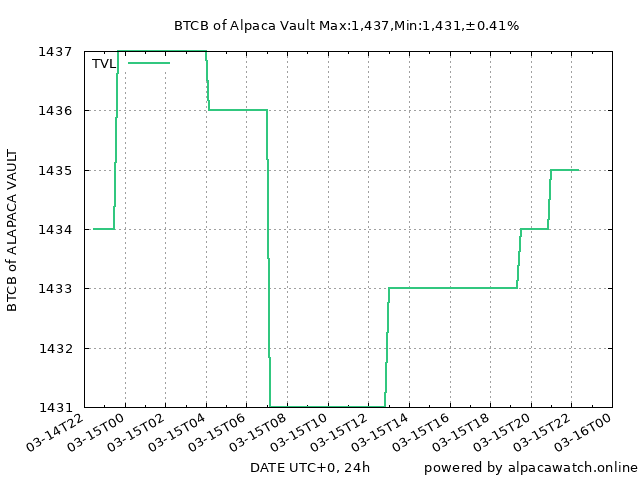 BTCB of Alpaca Vault Max:1,437,Min:1,431,±0.41%
1437
TVL
1436
1435
1434
1433
1432
1431
BTCB of ALAPACA VAULT
03-14T22
03-15T00
03-15T02
03-15T04
03-15T06
03-15T08
03-15T10
03-15T12
03-15T14
03-15T16
03-15T18
03-15T20
03-15T22
03-16T00
DATE UTC+0, 24h
powered by alpacawatch.online